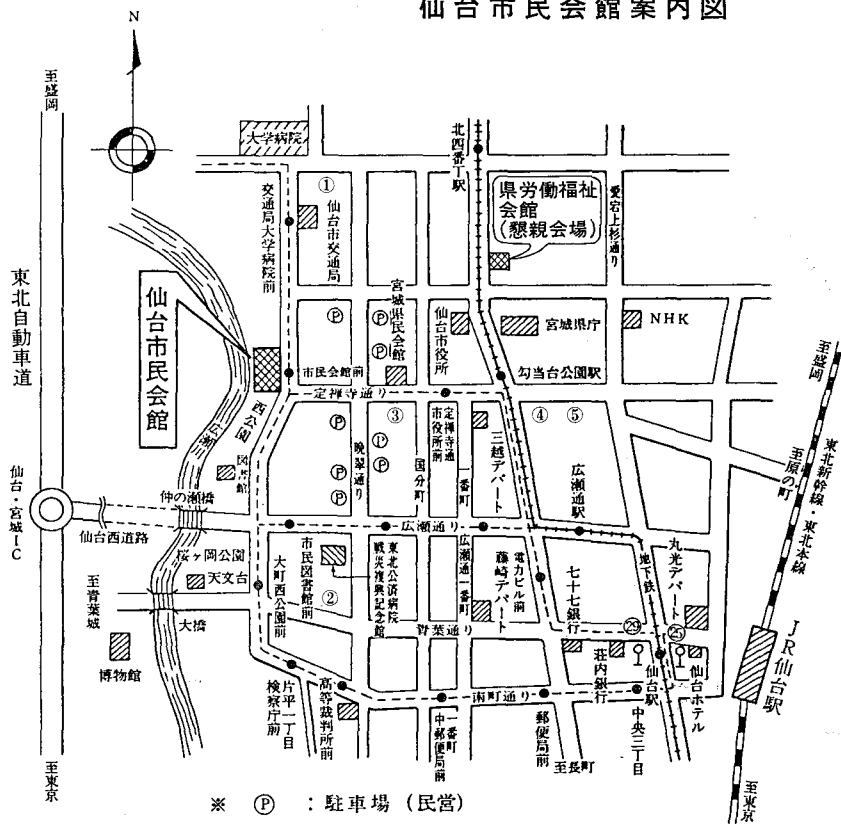 仙台市民会館案内図
N
至盛岡
大学病院
北四番丁駅
県労働福祉
会館
(懇親会場)
愛宕上杉通り
①
仙台市交通局
交通局大学病院前
東北自動車道
仙台市民会館
宮城県民会館
仙台市役所
宮城県庁
NHK
Ⓟ
Ⓟ
Ⓟ
市民会館前
勾当台公園駅
至盛岡
定禅寺通り
西公園
広瀬川
図書館
Ⓟ
Ⓟ
Ⓟ
Ⓟ
Ⓟ
晩翠通り
③
国分町
定禅寺通
市役所前
一番町
三越デパート
④
⑤
広瀬通駅
至原の町
東北新幹線・東北本線
仙台・宮城IC
仲の瀬橋
仙台西道路
広瀬通り
桜ヶ岡公園
天文台
至青葉城
大橋
博物館
大町西公園前
市民図書館前
②
東北公済病院
戦災復興記念館
広瀬通一番町
藤崎デパート
電力ビル前
七十七銀行
地下鉄
丸光デパート
青葉通り
㉙
㉕
荘内銀行
仙台駅
仙台ホテル
JR仙台駅
片平一丁目
検察庁前
高等裁判所前
南町通り
一番町
中郵便局前
郵便局前
中央三丁目
至長町
至東京
至東京
※ Ⓟ :駐車場(民営)